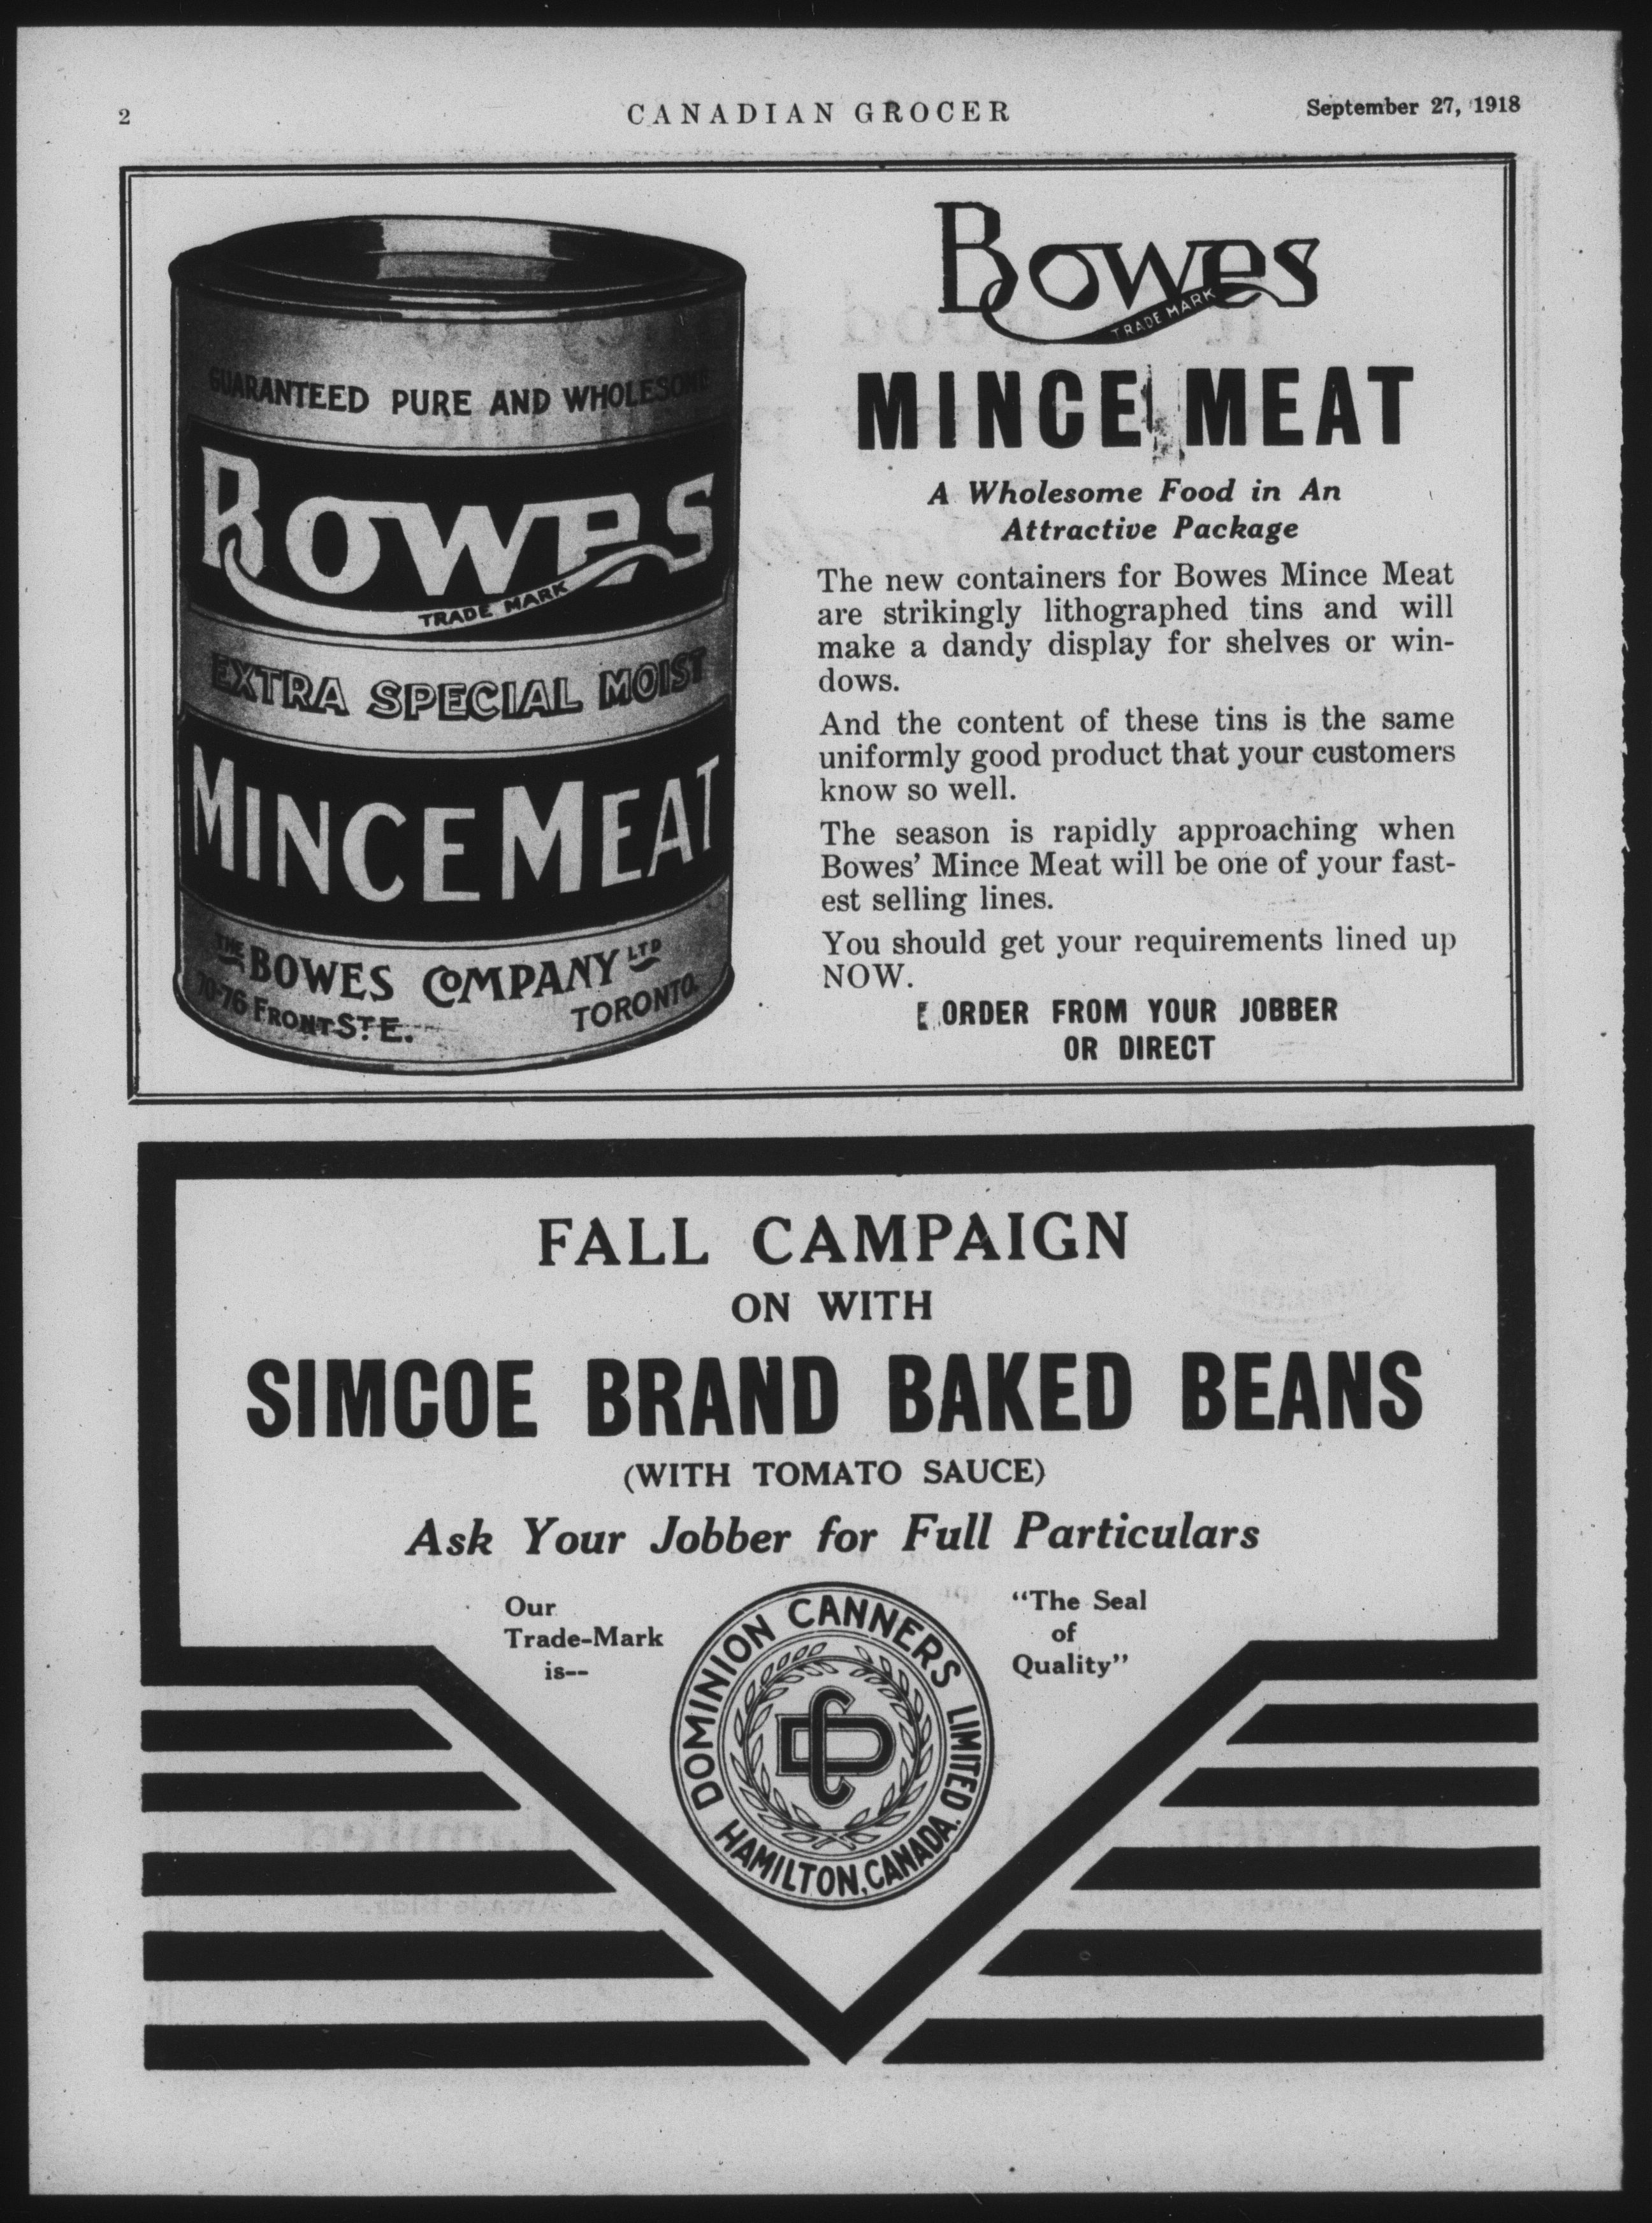 2
CANADIAN GROCER
September 27, 1918
GUARANTEED PURE AND WHOLESOME
Bowes
TRADE MARK
EXTRA SPECIAL MOIST
MINCE MEAT
THE BOWES COMPANY LTD
70-76 FRONT ST. E. TORONTO.
Bowes
TRADE MARK
MINCE MEAT
A Wholesome Food in An
Attractive Package
The new containers for Bowes Mince Meat
are strikingly lithographed tins and will
make a dandy display for shelves or win-
dows.
And the content of these tins is the same
uniformly good product that your customers
know so well.
The season is rapidly approaching when
Bowes' Mince Meat will be one of your fast-
est selling lines.
You should get your requirements lined up
NOW.
ORDER FROM YOUR JOBBER
OR DIRECT
FALL CAMPAIGN
ON WITH
SIMCOE BRAND BAKED BEANS
(WITH TOMATO SAUCE)
Ask Your Jobber for Full Particulars
Our
Trade-Mark
is--
DOMINION CANNERS LIMITED.
HAMILTON, CANADA.
"The Seal
of
Quality"